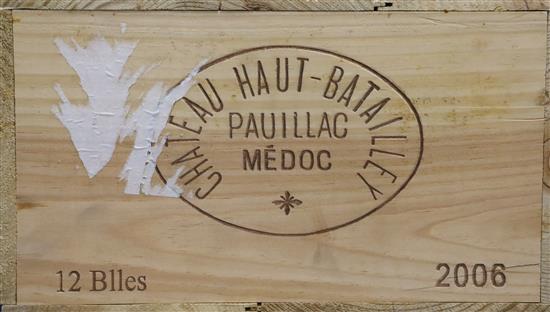 CHATEAU HAUT-BATAILLEY
PAUILLAC
MÉDOC
12 Blles
2006